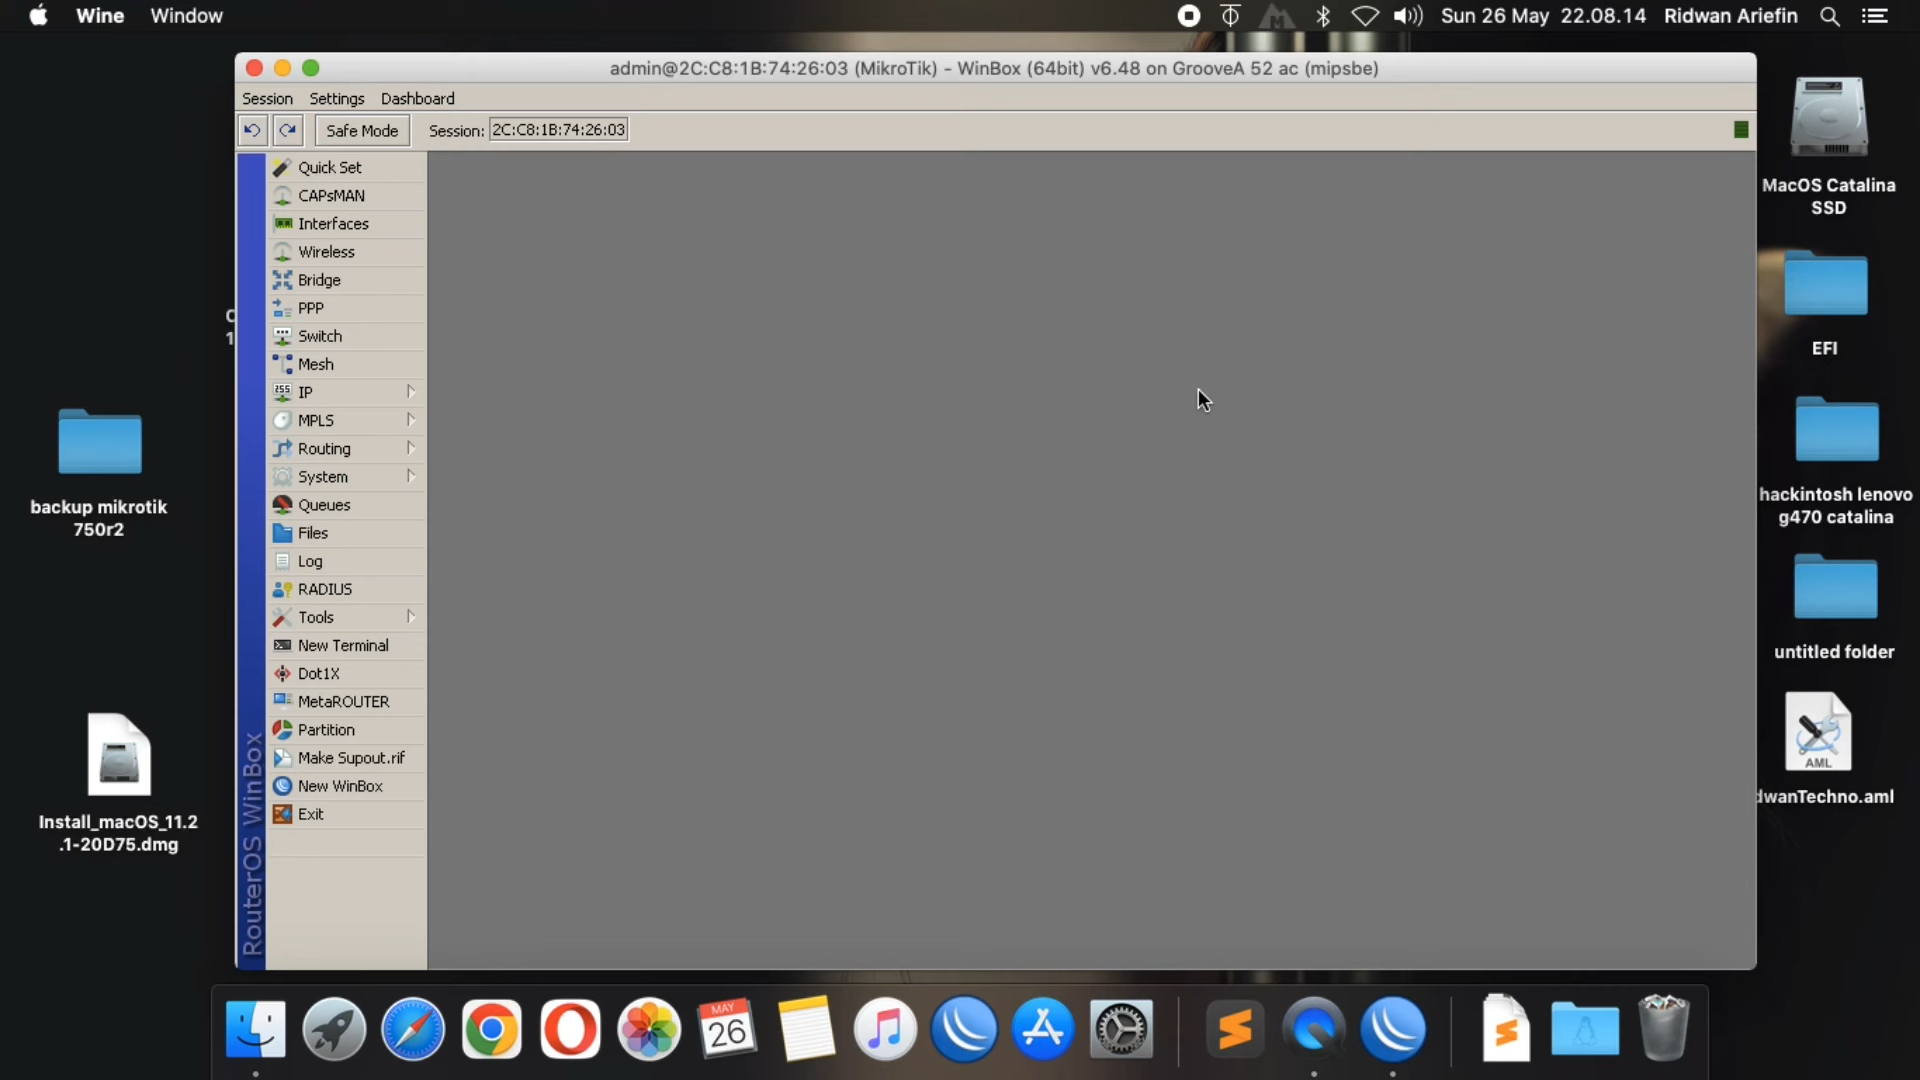 Wine Window
Sun 26 May 22.08.14 Ridwan Ariefin
admin@2C:C8:1B:74:26:03 (MikroTik) - WinBox (64bit) v6.48 on GrooveA 52 ac (mipsbe)
Session Settings Dashboard
Safe Mode Session: 2C:C8:1B:74:26:03
Quick Set
CAPsMAN
Interfaces
Wireless
Bridge
PPP
Switch
Mesh
255 IP
MPLS
Routing
System
Queues
Files
Log
RADIUS
Tools
New Terminal
Dot1X
MetaROUTER
Partition
Make Supout.rif
New WinBox
Exit
RouterOS WinBox
backup mikrotik
750r2
Install_macOS_11.2
.1-20D75.dmg
MacOS Catalina
SSD
EFI
hackintosh lenovo
g470 catalina
untitled folder
AML
dwanTechno.aml
MAY
26